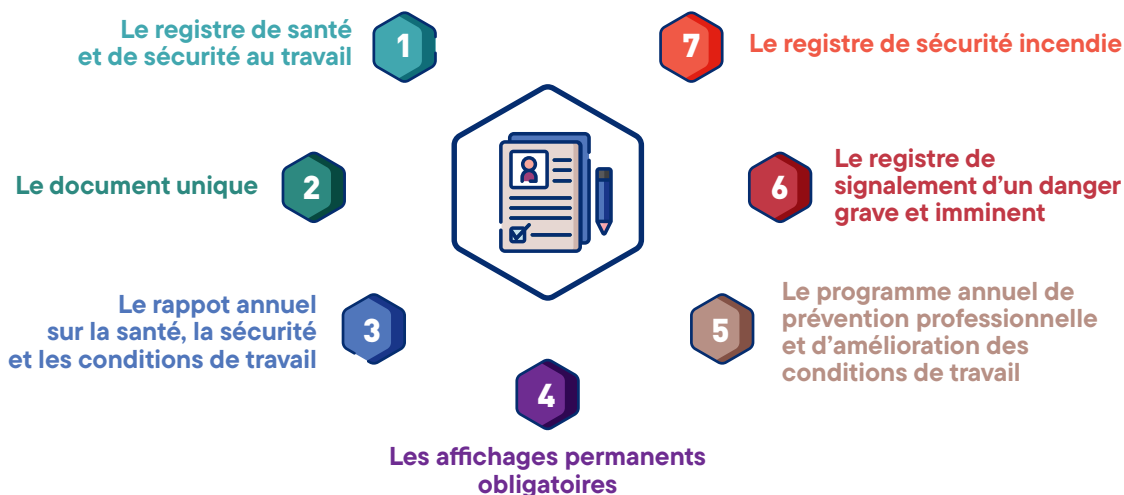 1
Le registre de santé
et de sécurité au travail
2
Le document unique
3
Le rappot annuel
sur la santé, la sécurité
et les conditions de travail
4
Les affichages permanents
obligatoires
5
Le programme annuel de
prévention professionnelle
et d’amélioration des
conditions de travail
6
Le registre de
signalement d’un danger
grave et imminent
7
Le registre de sécurité incendie